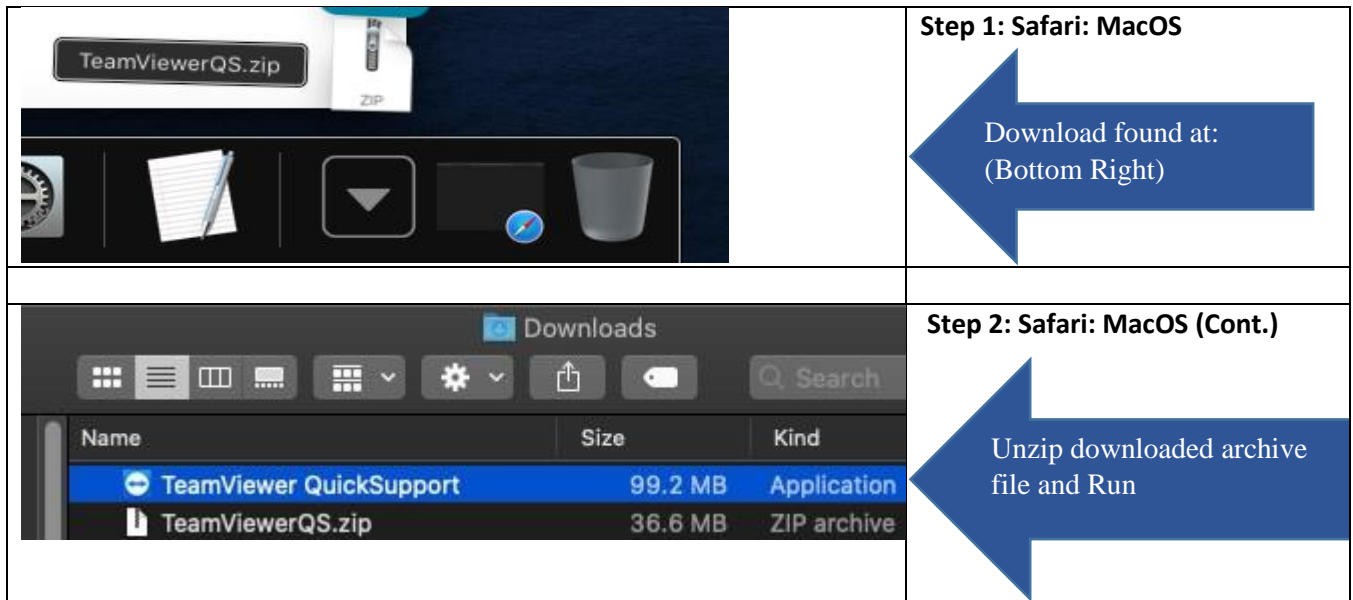 Step 1: Safari: MacOS
TeamViewerQS.zip
ZIP
Download found at:
(Bottom Right)
Step 2: Safari: MacOS (Cont.)
Downloads
Search
Name Size Kind
TeamViewer QuickSupport 99.2 MB Application
TeamViewerQS.zip 36.6 MB ZIP archive
Unzip downloaded archive
file and Run